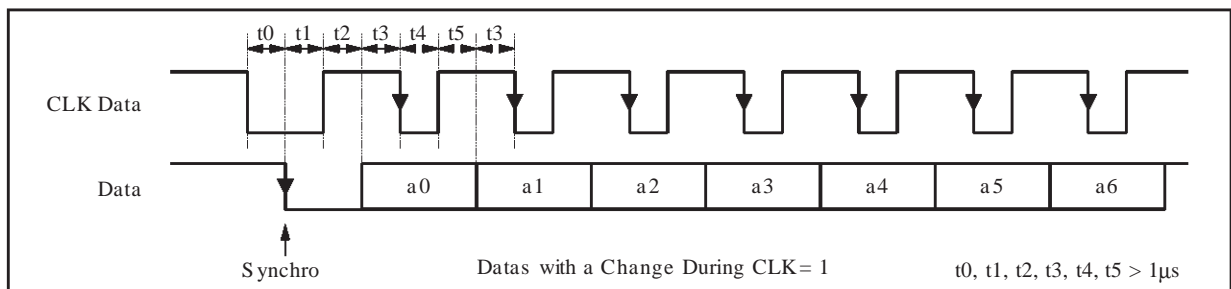 t0 t1 t2 t3 t4 t5 t3
CLK Data
Data
a0 a1 a2 a3 a4 a5 a6
Synchro
Datas with a Change During CLK = 1
t0, t1, t2, t3, t4, t5 > 1µs